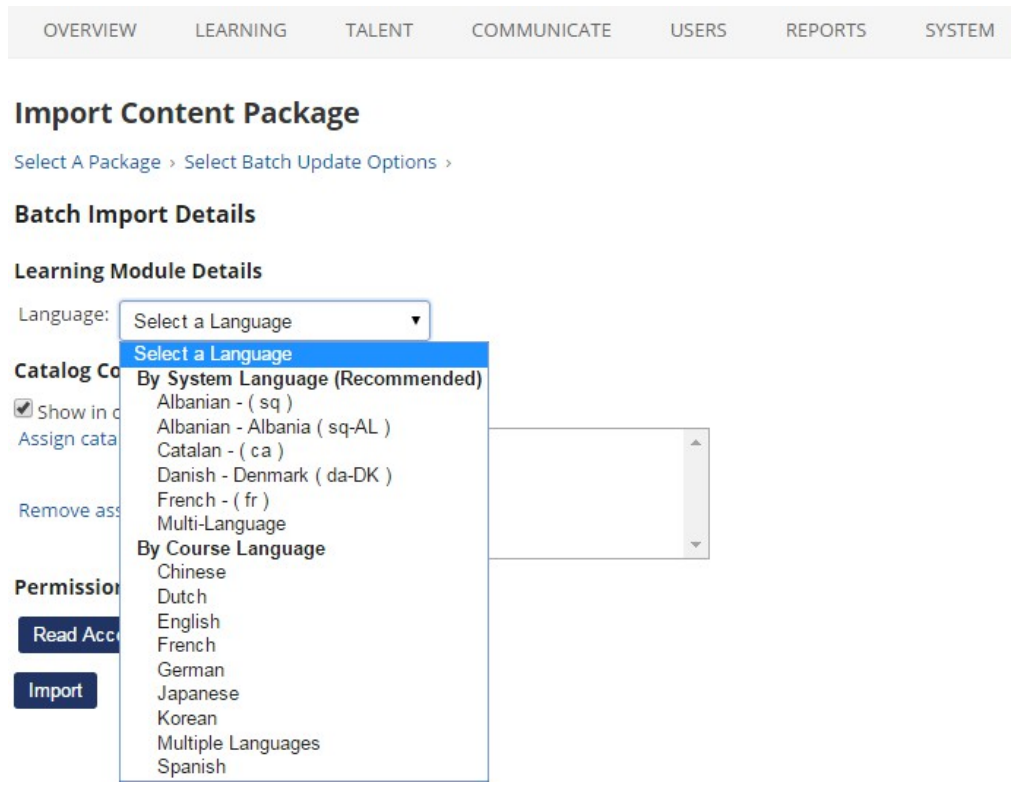 OVERVIEW LEARNING TALENT COMMUNICATE USERS REPORTS SYSTEM
Import Content Package
Select A Package › Select Batch Update Options ›
Batch Import Details
Learning Module Details
Language: Select a Language
Select a Language
Catalog Co
By System Language (Recommended)
Show in c
Albanian - ( sq )
Albanian - Albania ( sq-AL )
Assign cata
Catalan - ( ca )
Danish - Denmark ( da-DK )
French - ( fr )
Remove ass
Multi-Language
By Course Language
Chinese
Permission
Dutch
English
Read Acce
French
German
Import
Japanese
Korean
Multiple Languages
Spanish